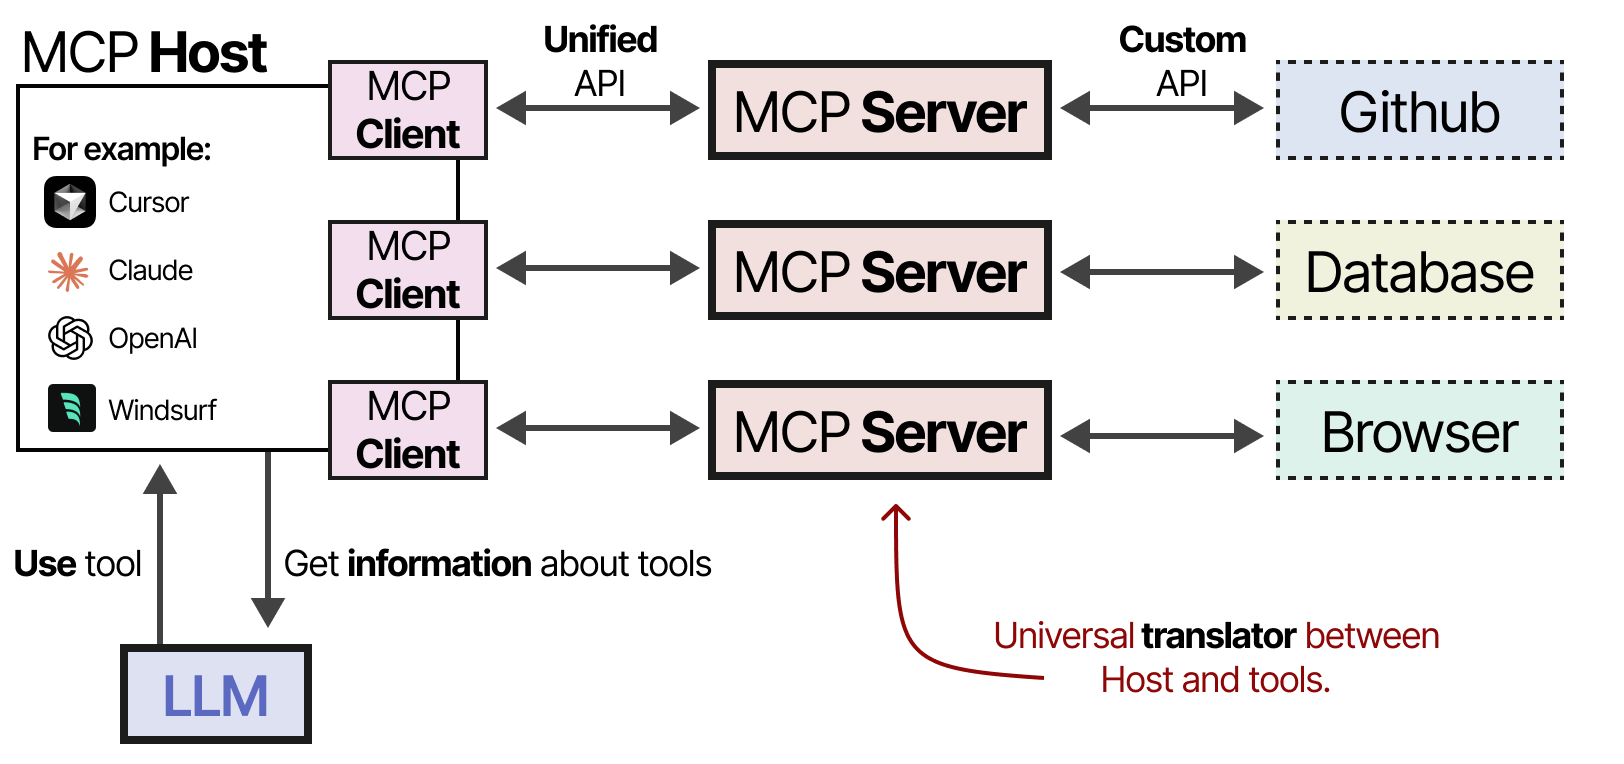 MCP Host
For example:
Cursor
Claude
OpenAI
Windsurf
MCP
Client
Unified
API
MCP Server
Custom
API
Github
MCP
Client
MCP Server
Database
MCP
Client
MCP Server
Browser
Use tool
Get information about tools
LLM
Universal translator between
Host and tools.